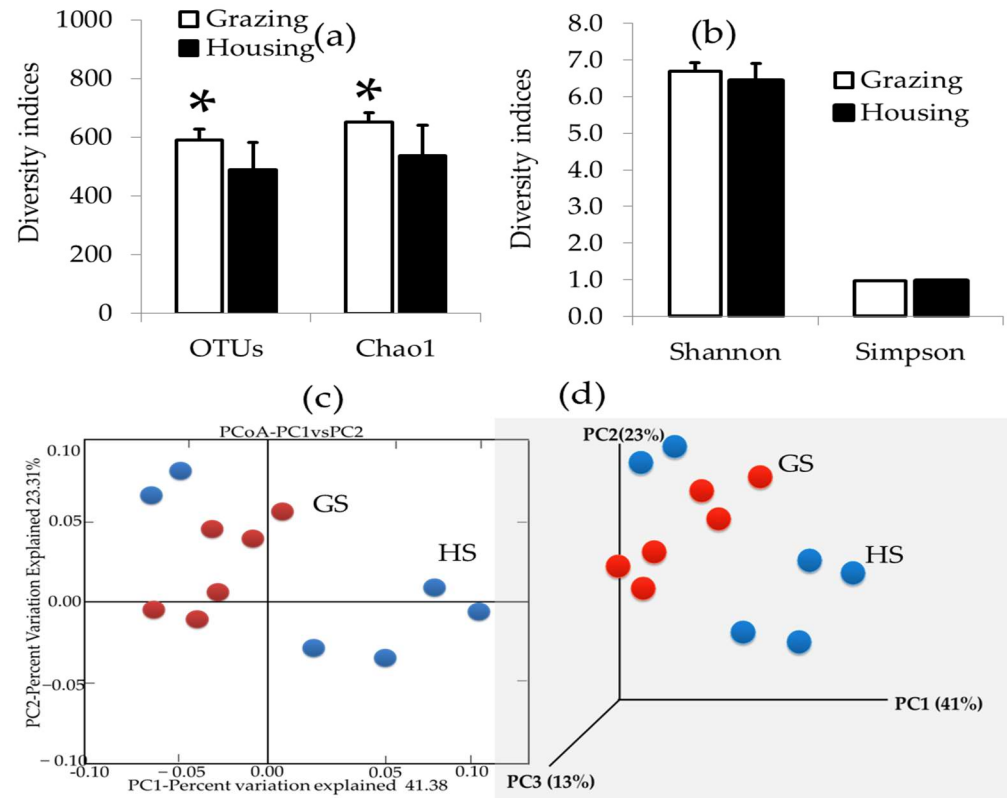 (a)
Grazing
Housing
Diversity indices
1000
800
600
400
200
0
*
*
OTUs Chao1
(b)
Grazing
Housing
Diversity indices
8.0
7.0
6.0
5.0
4.0
3.0
2.0
1.0
0.0
Shannon Simpson
(c)
PCoA-PC1vsPC2
PC2-Percent Variation Explained 23.31%
0.10
0.05
0.00
-0.05
-0.10
GS
HS
-0.10 -0.05 0.00 0.05 0.10
PC1-Percent variation explained 41.38
(d)
PC2(23%)
GS
HS
PC1 (41%)
PC3 (13%)